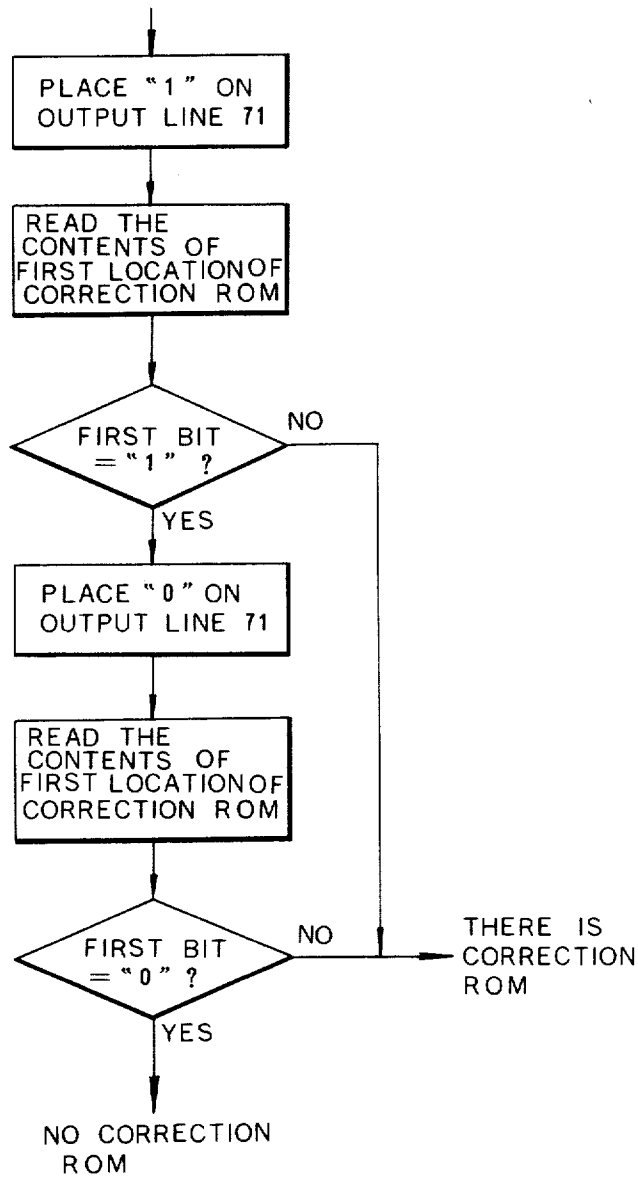 PLACE "1" ON
OUTPUT LINE 71
READ THE
CONTENTS OF
FIRST LOCATION OF
CORRECTION ROM
FIRST BIT
= "1" ?
NO
YES
PLACE "0" ON
OUTPUT LINE 71
READ THE
CONTENTS OF
FIRST LOCATION OF
CORRECTION ROM
FIRST BIT
= "0" ?
NO
THERE IS
CORRECTION
ROM
YES
NO CORRECTION
ROM